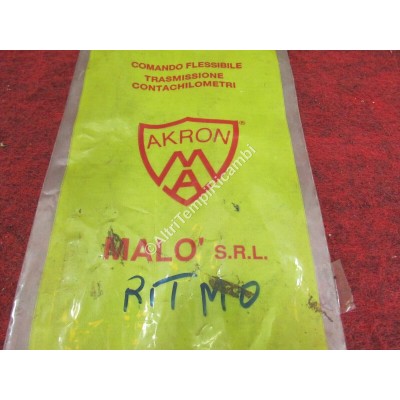 COMANDO FLESSIBILE
TRASMISSIONE
CONTACHILOMETRI
AKRON®
MA
©AltriTempiRicambi
MALO' S.R.L.
RITMO